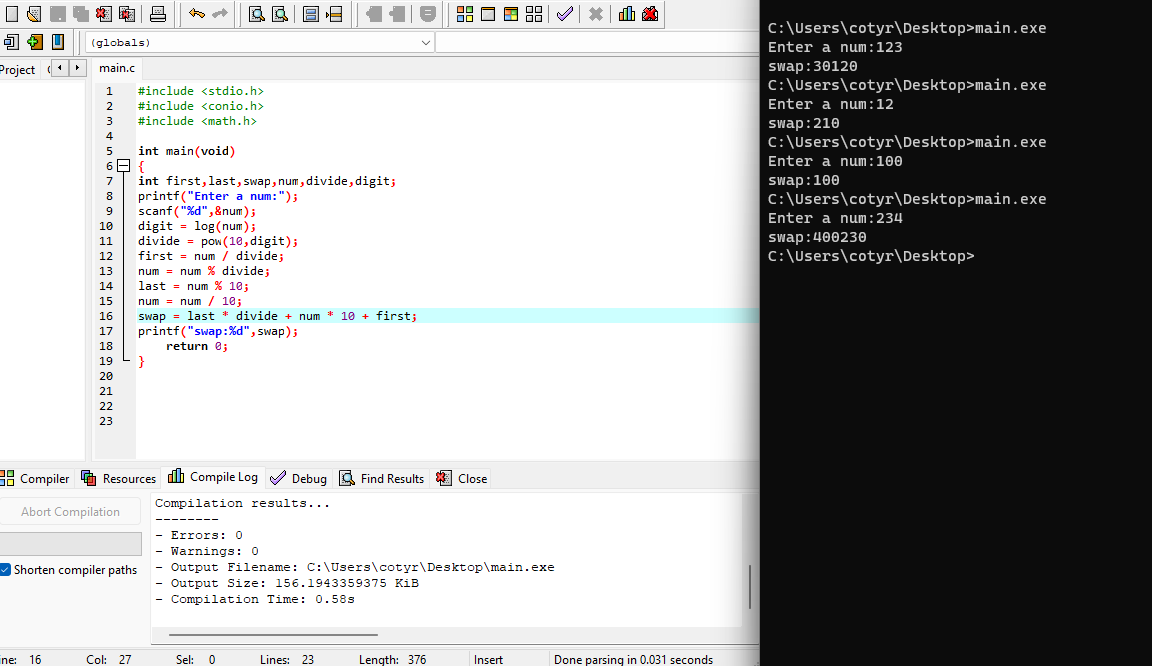 (globals)
Project
main.c
1 #include <stdio.h>
2 #include <conio.h>
3 #include <math.h>
4
5 int main(void)
6 {
7 int first,last,swap,num,divide,digit;
8 printf("Enter a num:");
9 scanf("%d",&num);
10 digit = log(num);
11 divide = pow(10,digit);
12 first = num / divide;
13 num = num % divide;
14 last = num % 10;
15 num = num / 10;
16 swap = last * divide + num * 10 + first;
17 printf("swap:%d",swap);
18 return 0;
19 }
20
21
22
23
Compiler Resources Compile Log Debug Find Results Close
Abort Compilation
Shorten compiler paths
Compilation results...
--------
- Errors: 0
- Warnings: 0
- Output Filename: C:\Users\cotyr\Desktop\main.exe
- Output Size: 156.1943359375 KiB
- Compilation Time: 0.58s
ine: 16 Col: 27 Sel: 0 Lines: 23 Length: 376 Insert Done parsing in 0.031 seconds
C:\Users\cotyr\Desktop>main.exe
Enter a num:123
swap:30120
C:\Users\cotyr\Desktop>main.exe
Enter a num:12
swap:210
C:\Users\cotyr\Desktop>main.exe
Enter a num:100
swap:100
C:\Users\cotyr\Desktop>main.exe
Enter a num:234
swap:400230
C:\Users\cotyr\Desktop>